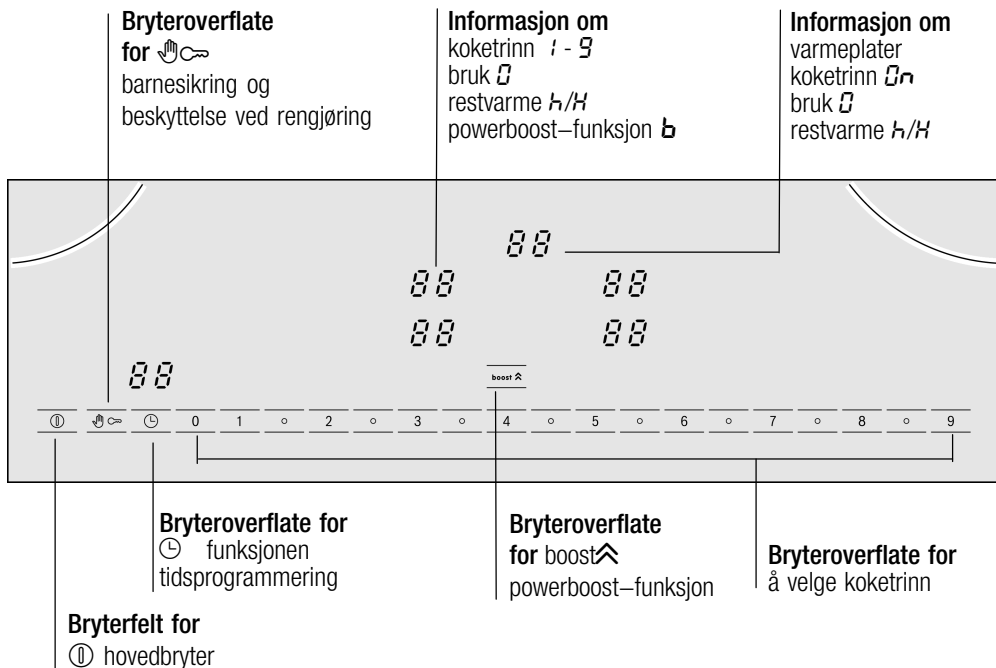 Bryteroverflate
for
barnesikring og
beskyttelse ved rengjøring
Informasjon om
koketrinn 1 - 9
bruk 0
restvarme h/H
powerboost–funksjon b
Informasjon om
varmeplater
koketrinn 0n
bruk 0
restvarme h/H
88
88 88
88 88
88
boost
0 1 2 3 4 5 6 7 8 9
Bryteroverflate for
funksjonen
tidsprogrammering
Bryteroverflate
for boost
powerboost–funksjon
Bryteroverflate for
å velge koketrinn
Bryterfelt for
hovedbryter